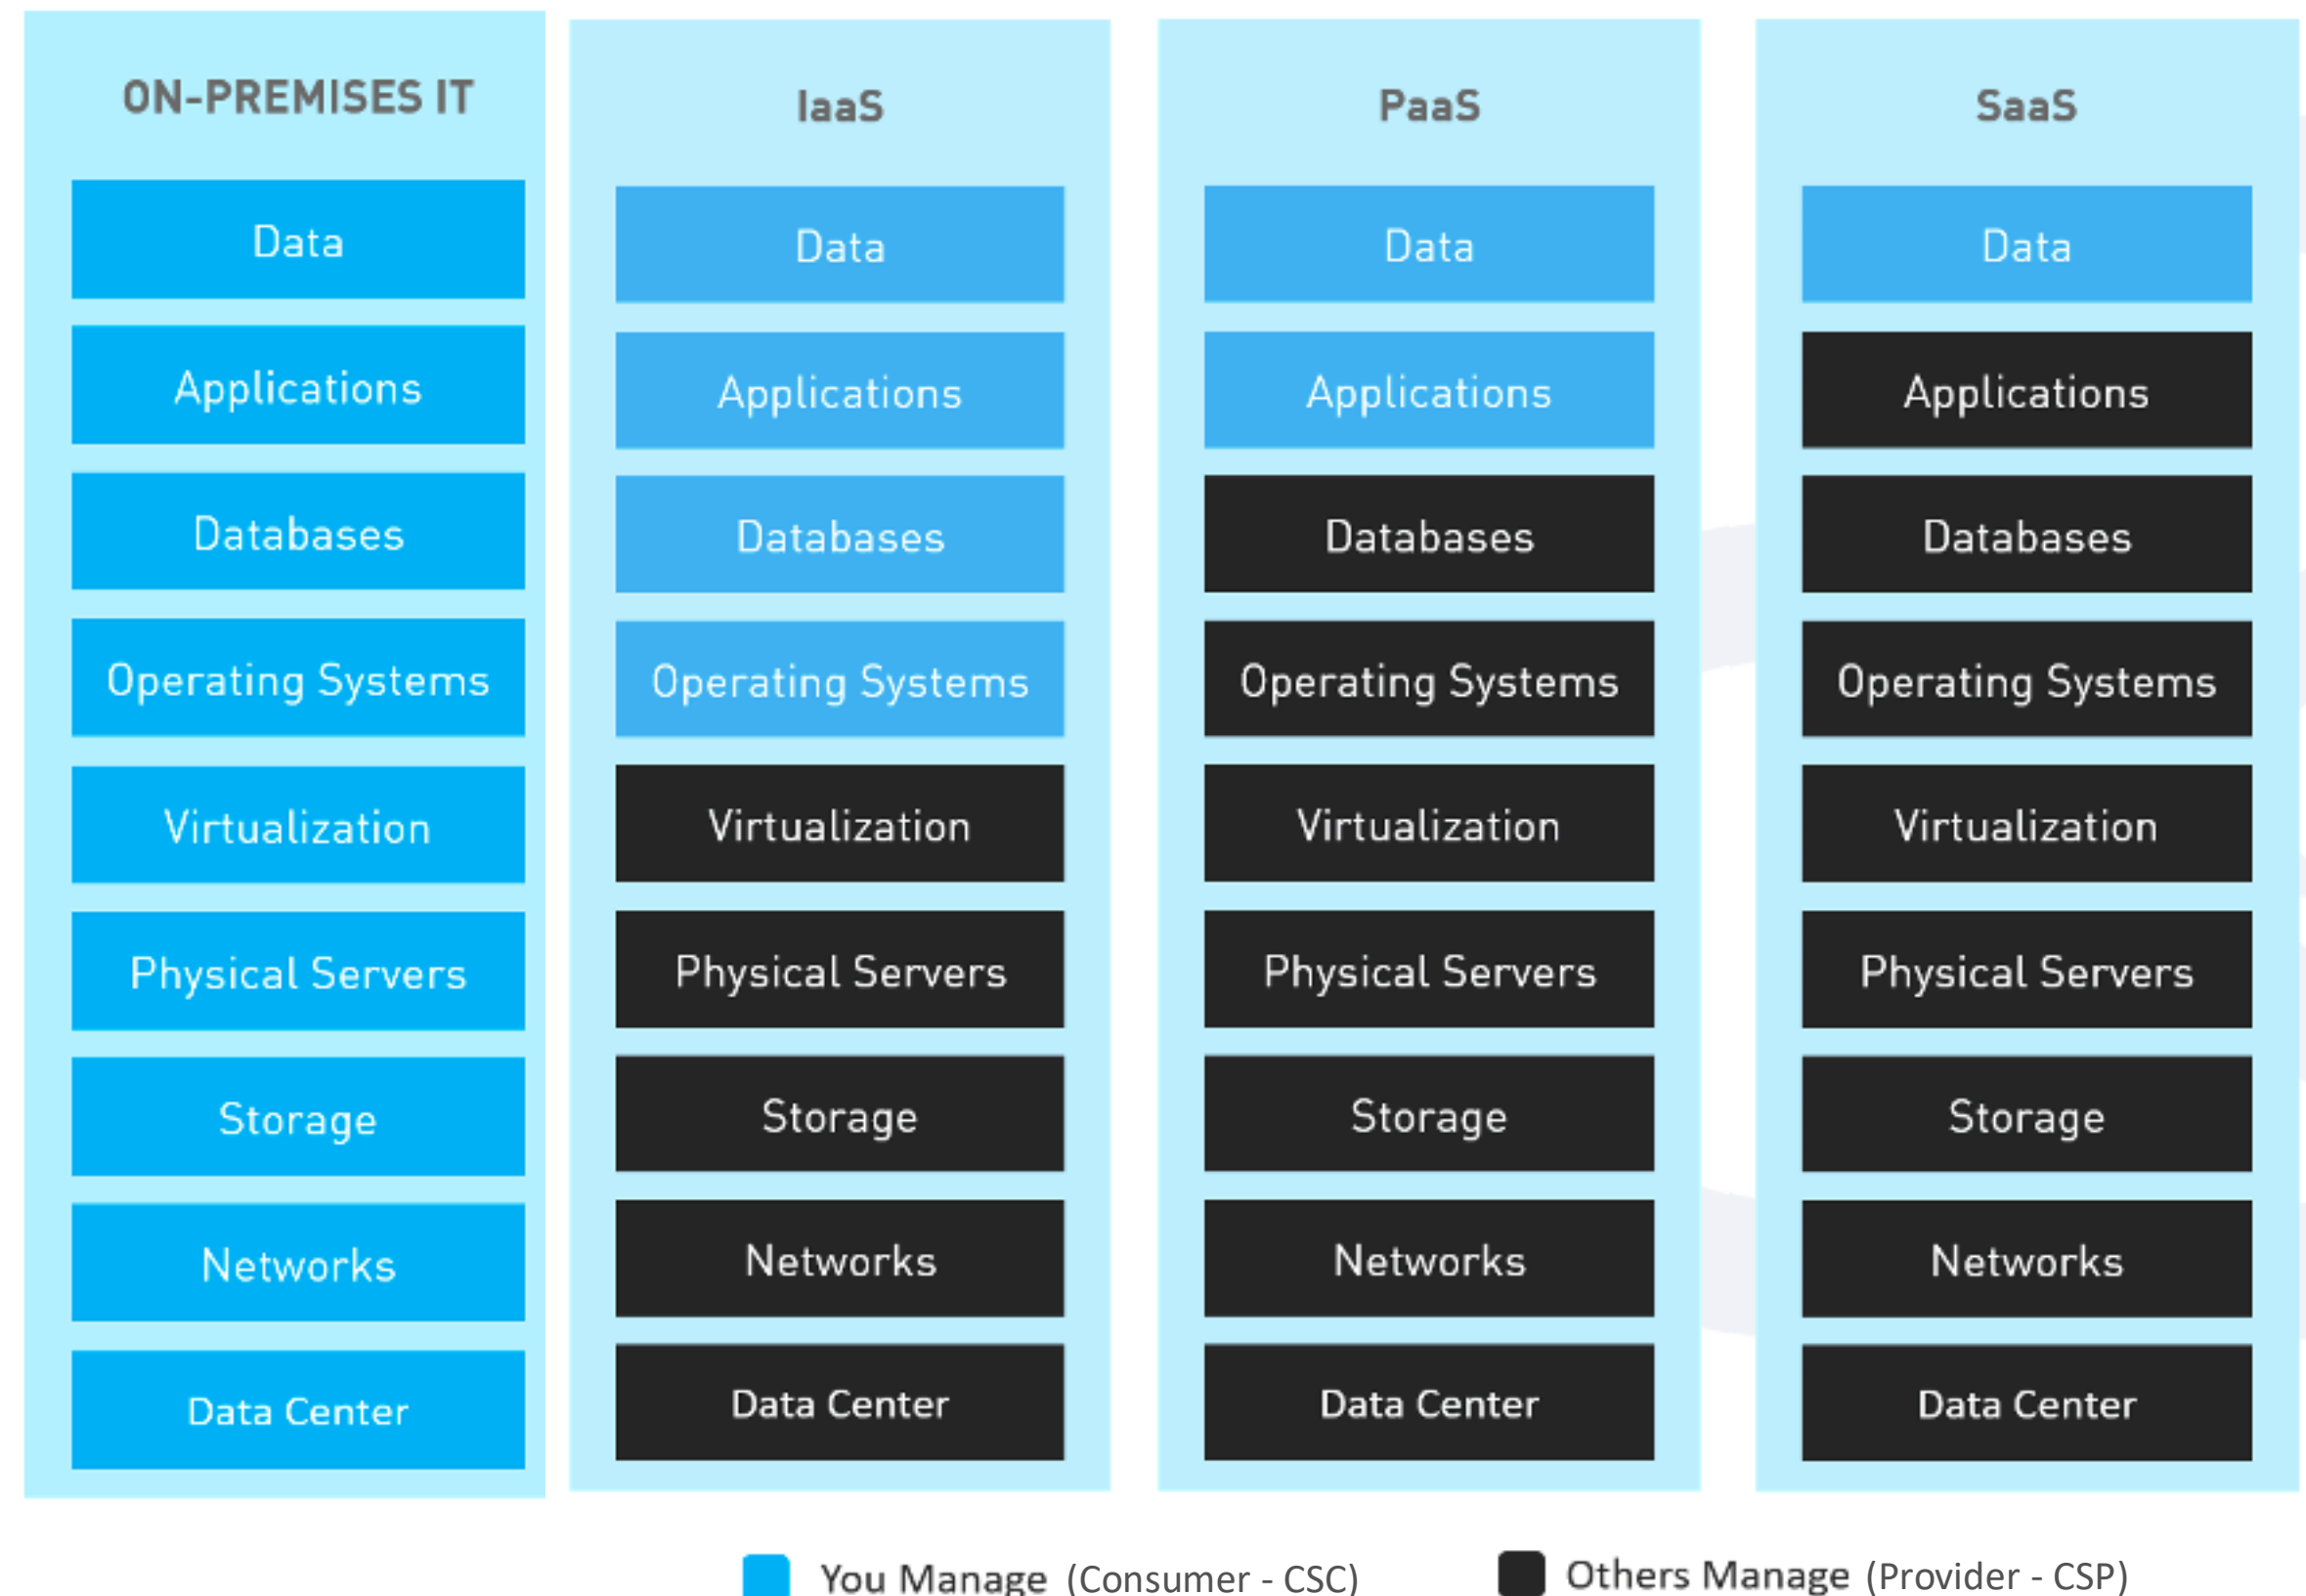 ON-PREMISES IT
Data
Applications
Databases
Operating Systems
Virtualization
Physical Servers
Storage
Networks
Data Center
IaaS
Data
Applications
Databases
Operating Systems
Virtualization
Physical Servers
Storage
Networks
Data Center
PaaS
Data
Applications
Databases
Operating Systems
Virtualization
Physical Servers
Storage
Networks
Data Center
SaaS
Data
Applications
Databases
Operating Systems
Virtualization
Physical Servers
Storage
Networks
Data Center
You Manage (Consumer - CSC)
Others Manage (Provider - CSP)